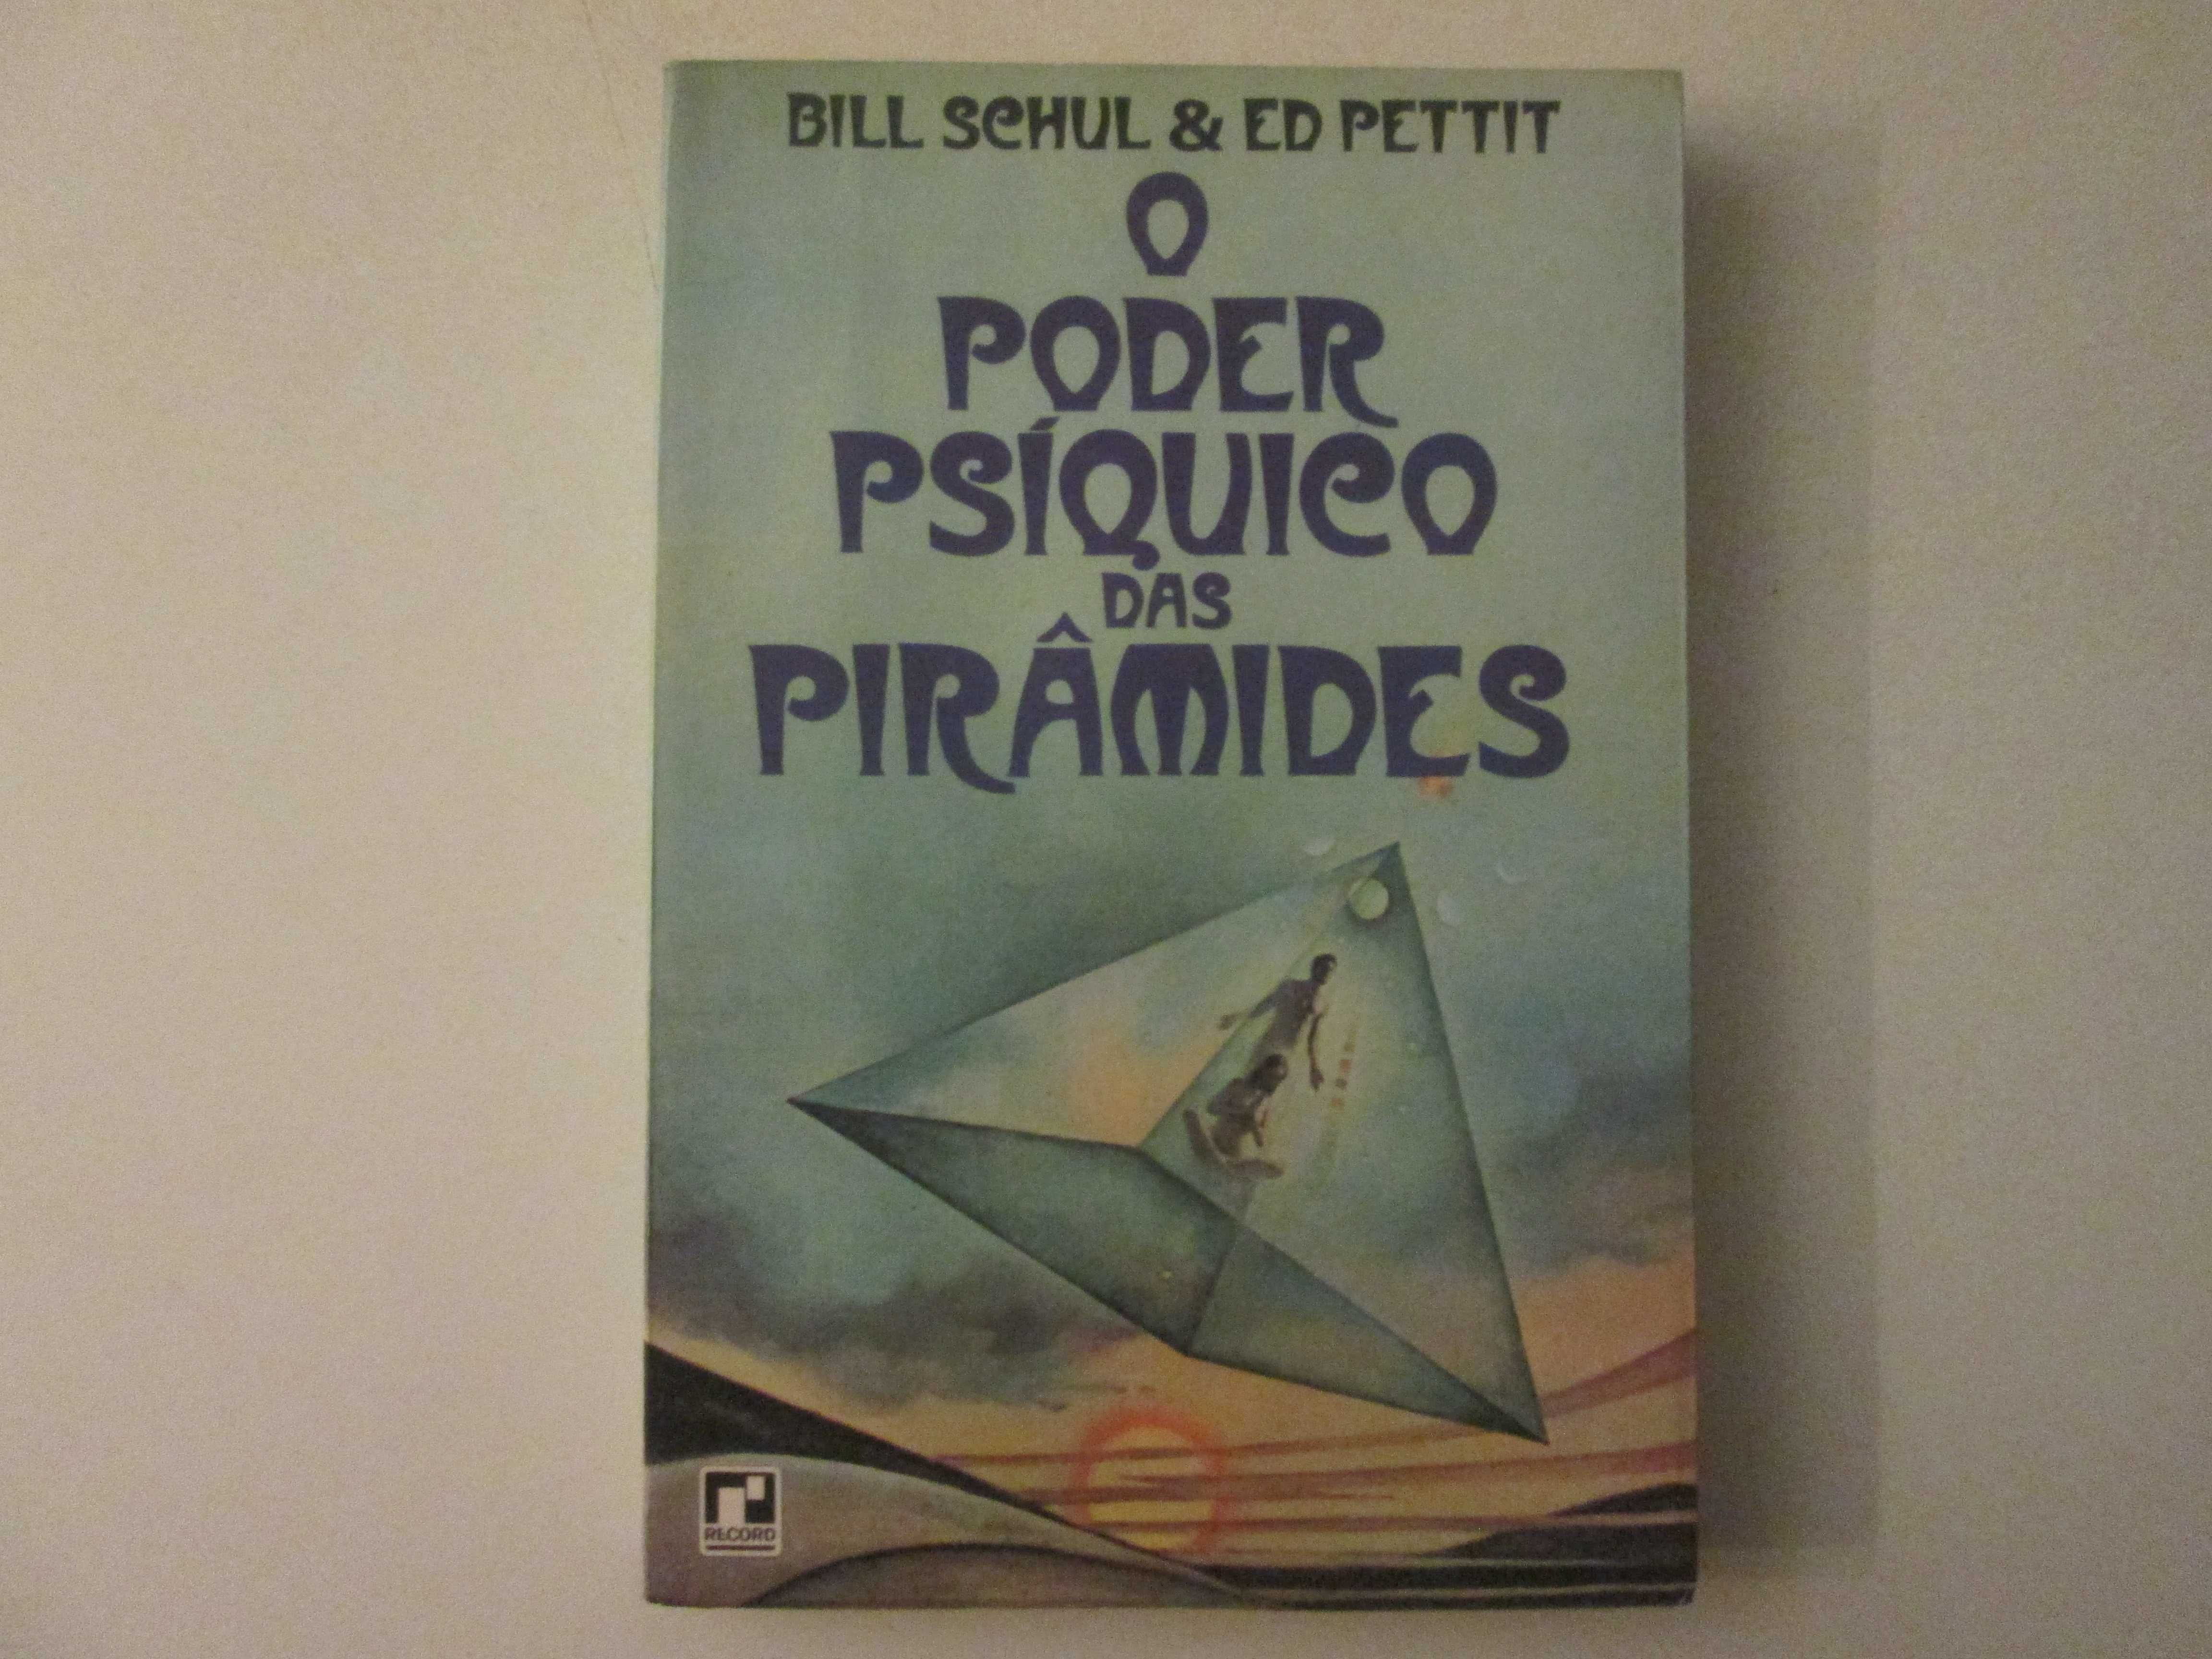 BILL SCHUL & ED PETTIT
O
PODER
PSÍQUICO
DAS
PIRÂMIDES
RECORD